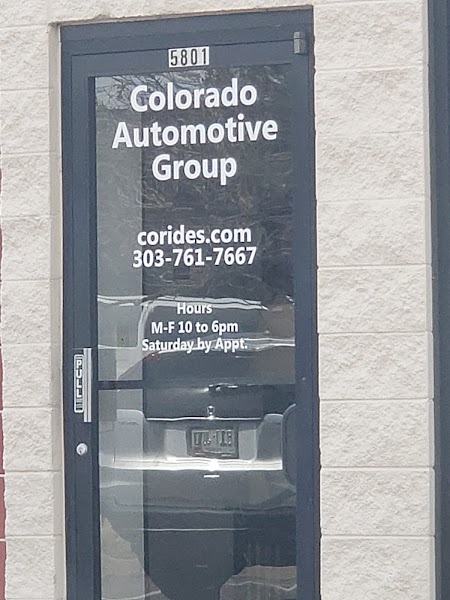 5801
Colorado
Automotive
Group
corides.com
303-761-7667
Hours
M-F 10 to 6pm
Saturday by Appt.
PULL